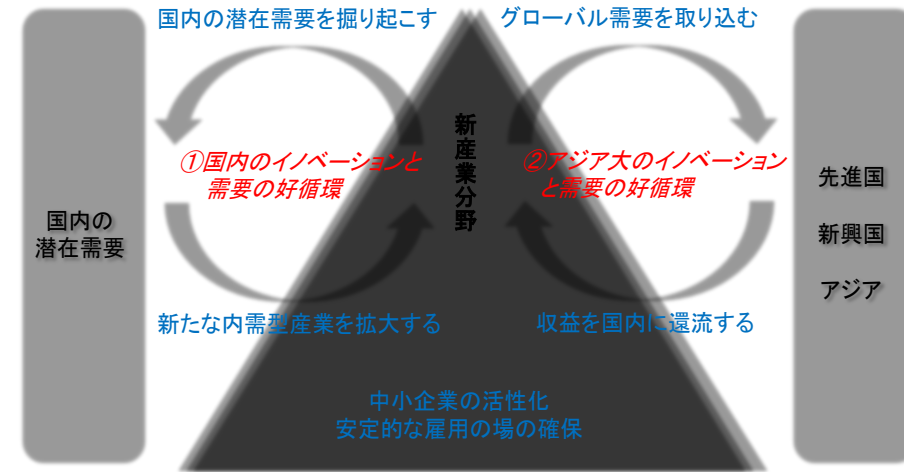 国内の潜在需要を掘り起こす
グローバル需要を取り込む
新産業分野
①国内のイノベーションと
需要の好循環
②アジア大のイノベーション
と需要の好循環
国内の
潜在需要
先進国
新興国
アジア
新たな内需型産業を拡大する
収益を国内に還流する
中小企業の活性化
安定的な雇用の場の確保